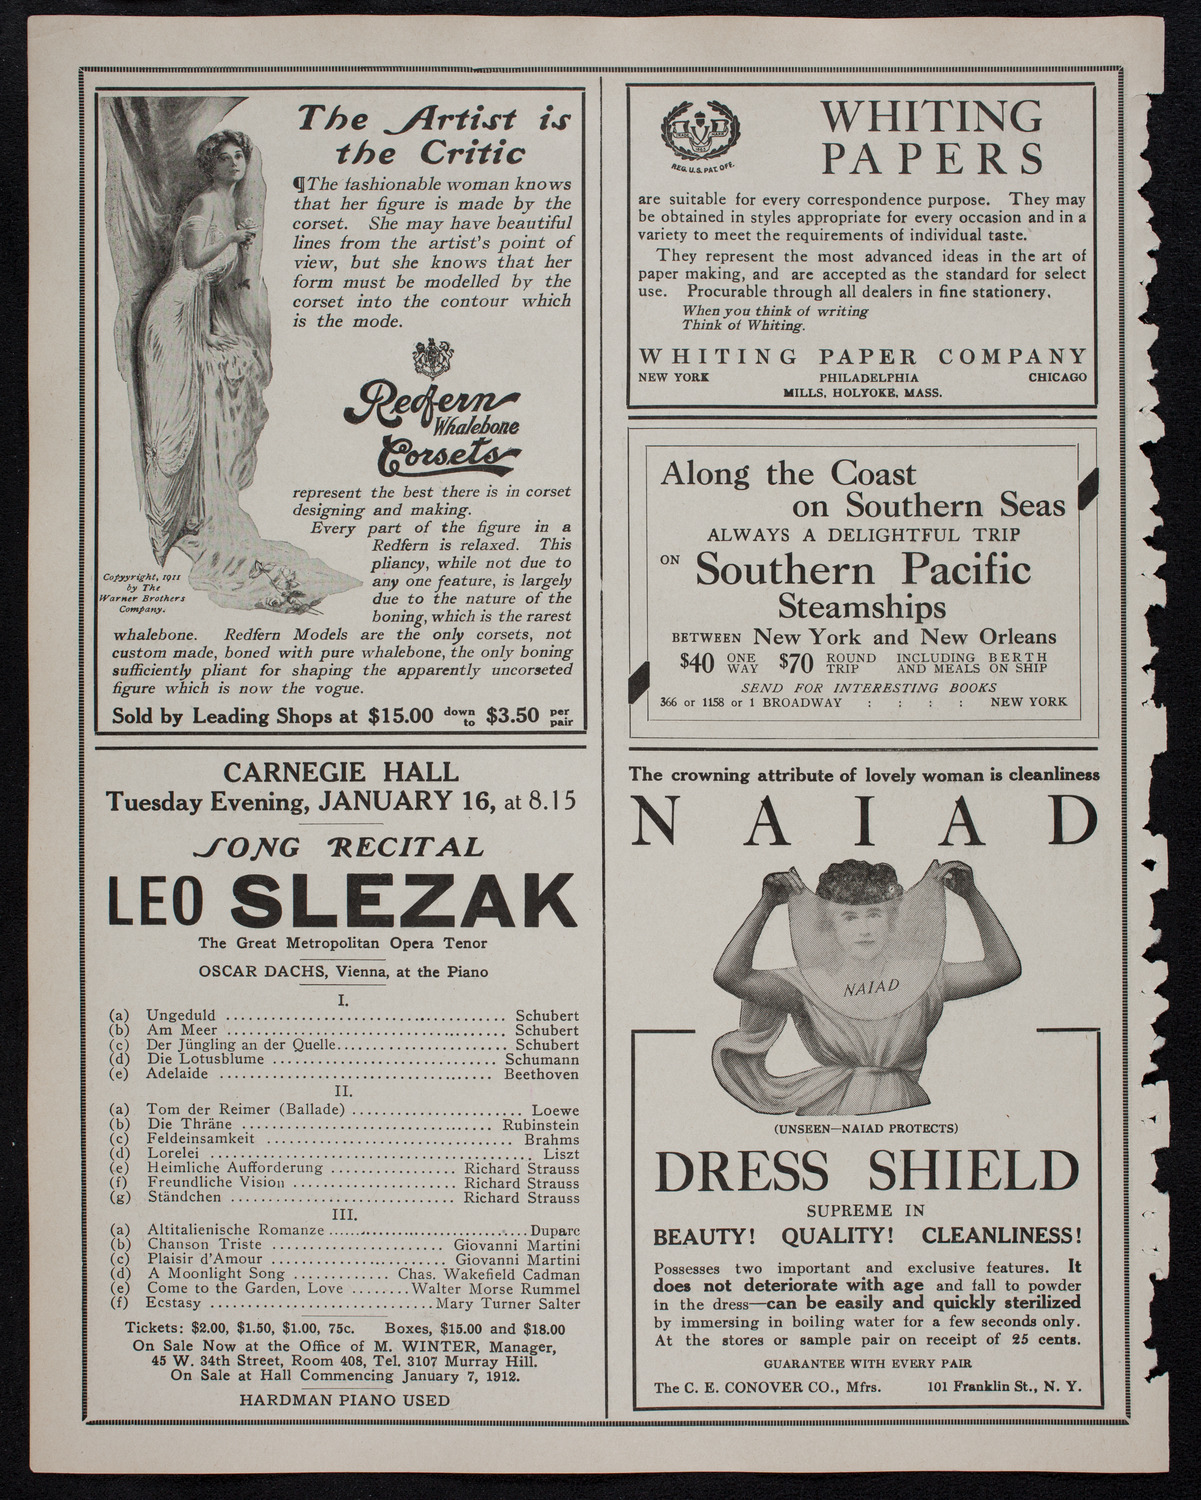 The Artist is
the Critic
¶The fashionable woman knows
that her figure is made by the
corset. She may have beautiful
lines from the artist's point of
view, but she knows that her
form must be modelled by the
corset into the contour which
is the mode.
Redfern
Whalebone
Corsets
represent the best there is in corset
designing and making.
Every part of the figure in a
Redfern is relaxed. This
pliancy, while not due to
any one feature, is largely
due to the nature of the
boning, which is the rarest
Copyright, 1911
by The
Warner Brothers
Company.
whalebone. Redfern Models are the only corsets, not
custom made, boned with pure whalebone, the only boning
sufficiently pliant for shaping the apparently uncorseted
figure which is now the vogue.
Sold by Leading Shops at $15.00 down to $3.50 per pair
CARNEGIE HALL
Tuesday Evening, JANUARY 16, at 8.15
SONG RECITAL
LEO SLEZAK
The Great Metropolitan Opera Tenor
OSCAR DACHS, Vienna, at the Piano
I.
(a) Ungeduld .................................... Schubert
(b) Am Meer .................................... Schubert
(c) Der Jüngling an der Quelle...................... Schubert
(d) Die Lotusblume .............................. Schumann
(e) Adelaide .................................... Beethoven
II.
(a) Tom der Reimer (Ballade) ....................... Loewe
(b) Die Thräne .................................. Rubinstein
(c) Feldeinsamkeit ................................. Brahms
(d) Lorelei ........................................... Liszt
(e) Heimliche Aufforderung ................. Richard Strauss
(f) Freundliche Vision ...................... Richard Strauss
(g) Ständchen .............................. Richard Strauss
III.
(a) Altitalienische Romanze ........................... Duparc
(b) Chanson Triste ....................... Giovanni Martini
(c) Plaisir d'Amour ........................ Giovanni Martini
(d) A Moonlight Song ............. Chas. Wakefield Cadman
(e) Come to the Garden, Love ........Walter Morse Rummel
(f) Ecstasy .............................. Mary Turner Salter
Tickets: $2.00, $1.50, $1.00, 75c. Boxes, $15.00 and $18.00
On Sale Now at the Office of M. WINTER, Manager,
45 W. 34th Street, Room 408, Tel. 3107 Murray Hill.
On Sale at Hall Commencing January 7, 1912.
HARDMAN PIANO USED
REG. U.S. PAT. OFF.
WHITING
PAPERS
are suitable for every correspondence purpose. They may
be obtained in styles appropriate for every occasion and in a
variety to meet the requirements of individual taste.
They represent the most advanced ideas in the art of
paper making, and are accepted as the standard for select
use. Procurable through all dealers in fine stationery.
When you think of writing
Think of Whiting.
WHITING PAPER COMPANY
NEW YORK PHILADELPHIA CHICAGO
MILLS, HOLYOKE, MASS.
Along the Coast
on Southern Seas
ALWAYS A DELIGHTFUL TRIP
ON Southern Pacific
Steamships
BETWEEN New York and New Orleans
$40 ONE WAY $70 ROUND TRIP INCLUDING BERTH AND MEALS ON SHIP
SEND FOR INTERESTING BOOKS
366 or 1158 or 1 BROADWAY : : : : NEW YORK
The crowning attribute of lovely woman is cleanliness
NAIAD
NAIAD
(UNSEEN—NAIAD PROTECTS)
DRESS SHIELD
SUPREME IN
BEAUTY! QUALITY! CLEANLINESS!
Possesses two important and exclusive features. It
does not deteriorate with age and fall to powder
in the dress—can be easily and quickly sterilized
by immersing in boiling water for a few seconds only.
At the stores or sample pair on receipt of 25 cents.
GUARANTEE WITH EVERY PAIR
The C. E. CONOVER CO., Mfrs. 101 Franklin St., N. Y.